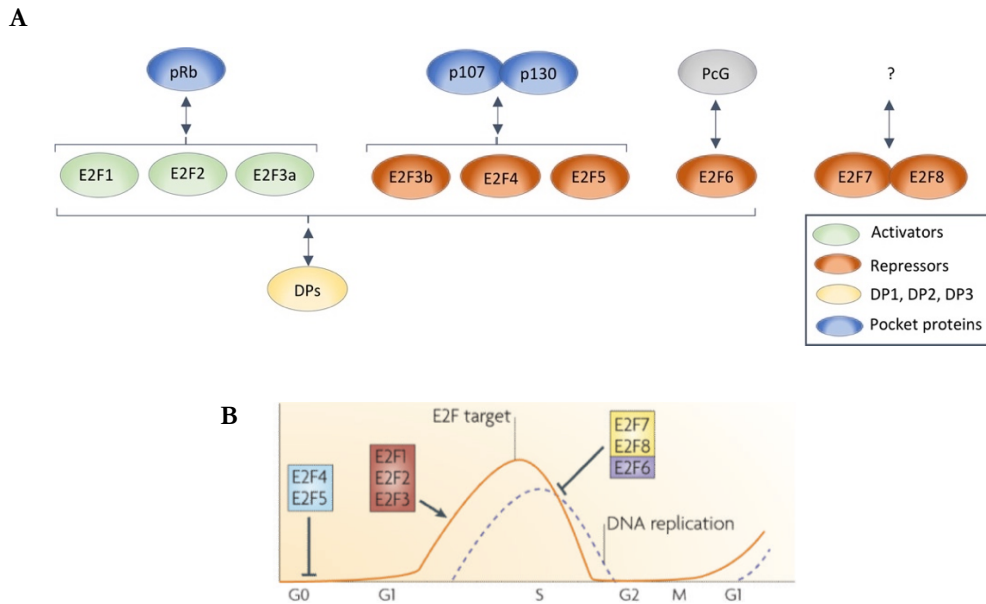 A
pRb
p107 p130
PcG
?
E2F1 E2F2 E2F3a
E2F3b E2F4 E2F5
E2F6
E2F7 E2F8
DPs
Activators
Repressors
DP1, DP2, DP3
Pocket proteins
B
E2F target
E2F7
E2F8
E2F6
E2F1
E2F2
E2F3
E2F4
E2F5
DNA replication
G0 G1 S G2 M G1